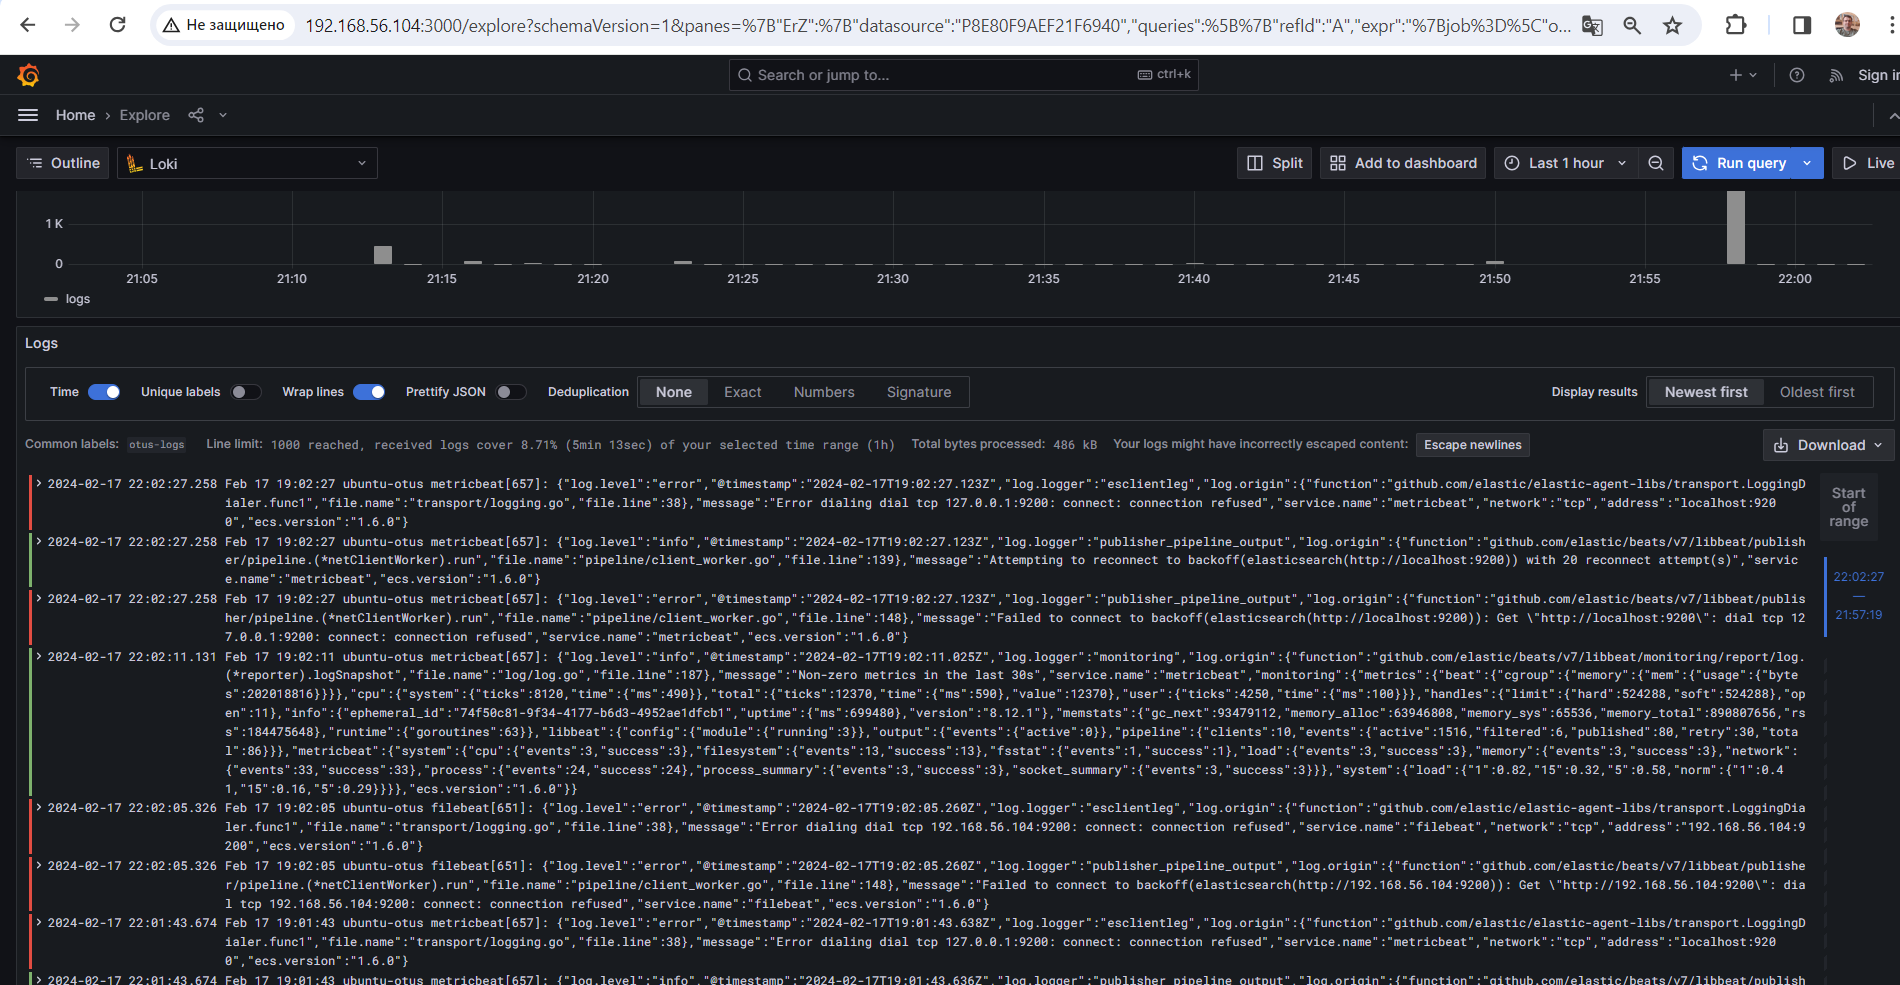 Не защищено
192.168.56.104:3000/explore?schemaVersion=1&panes=%7B"ErZ":%7B"datasource":"P8E80F9AEF21F6940","queries":%5B%7B"refId":"A","expr":"%7Bjob%3D%5C"o...
Search or jump to...
ctrl+k
Sign in
Home › Explore
Outline
Loki
Split
Add to dashboard
Last 1 hour
Run query
Live
1 K
0
21:05 21:10 21:15 21:20 21:25 21:30 21:35 21:40 21:45 21:50 21:55 22:00
logs
Logs
Time Unique labels Wrap lines Prettify JSON Deduplication None Exact Numbers Signature Display results Newest first Oldest first
Common labels: otus-logs Line limit: 1000 reached, received logs cover 8.71% (5min 13sec) of your selected time range (1h) Total bytes processed: 486 kB Your logs might have incorrectly escaped content: Escape newlines Download
2024-02-17 22:02:27.258 Feb 17 19:02:27 ubuntu-otus metricbeat[657]: {"log.level":"error","@timestamp":"2024-02-17T19:02:27.123Z","log.logger":"esclientleg","log.origin":{"function":"github.com/elastic/elastic-agent-libs/transport.LoggingD
ialer.func1","file.name":"transport/logging.go","file.line":38},"message":"Error dialing dial tcp 127.0.0.1:9200: connect: connection refused","service.name":"metricbeat","network":"tcp","address":"localhost:920
0","ecs.version":"1.6.0"}
2024-02-17 22:02:27.258 Feb 17 19:02:27 ubuntu-otus metricbeat[657]: {"log.level":"info","@timestamp":"2024-02-17T19:02:27.123Z","log.logger":"publisher_pipeline_output","log.origin":{"function":"github.com/elastic/beats/v7/libbeat/publish
er/pipeline.(*netClientWorker).run","file.name":"pipeline/client_worker.go","file.line":139},"message":"Attempting to reconnect to backoff(elasticsearch(http://localhost:9200)) with 20 reconnect attempt(s)","servic
e.name":"metricbeat","ecs.version":"1.6.0"}
2024-02-17 22:02:27.258 Feb 17 19:02:27 ubuntu-otus metricbeat[657]: {"log.level":"error","@timestamp":"2024-02-17T19:02:27.123Z","log.logger":"publisher_pipeline_output","log.origin":{"function":"github.com/elastic/beats/v7/libbeat/publis
her/pipeline.(*netClientWorker).run","file.name":"pipeline/client_worker.go","file.line":148},"message":"Failed to connect to backoff(elasticsearch(http://localhost:9200)): Get \"http://localhost:9200\": dial tcp 12
7.0.0.1:9200: connect: connection refused","service.name":"metricbeat","ecs.version":"1.6.0"}
2024-02-17 22:02:11.131 Feb 17 19:02:11 ubuntu-otus metricbeat[657]: {"log.level":"info","@timestamp":"2024-02-17T19:02:11.025Z","log.logger":"monitoring","log.origin":{"function":"github.com/elastic/beats/v7/libbeat/monitoring/report/log.
(*reporter).logSnapshot","file.name":"log/log.go","file.line":187},"message":"Non-zero metrics in the last 30s","service.name":"metricbeat","monitoring":{"metrics":{"beat":{"cgroup":{"memory":{"mem":{"usage":{"byte
s":202018816}}}},"cpu":{"system":{"ticks":8120,"time":{"ms":490}},"total":{"ticks":12370,"time":{"ms":590},"value":12370},"user":{"ticks":4250,"time":{"ms":100}}},"handles":{"limit":{"hard":524288,"soft":524288},"op
en":11},"info":{"ephemeral_id":"74f50c81-9f34-4177-b6d3-4952ae1dfcb1","uptime":{"ms":699480},"version":"8.12.1"},"memstats":{"gc_next":93479112,"memory_alloc":63946808,"memory_sys":65536,"memory_total":890807656,"rs
s":184475648},"runtime":{"goroutines":63}},"libbeat":{"config":{"module":{"running":3}},"output":{"events":{"active":0}},"pipeline":{"clients":10,"events":{"active":1516,"filtered":6,"published":80,"retry":30,"tota
l":86}}},"metricbeat":{"system":{"cpu":{"events":3,"success":3},"filesystem":{"events":13,"success":13},"fsstat":{"events":1,"success":1},"load":{"events":3,"success":3},"memory":{"events":3,"success":3},"network":
{"events":33,"success":33},"process":{"events":24,"success":24},"process_summary":{"events":3,"success":3},"socket_summary":{"events":3,"success":3}}},"system":{"load":{"1":0.82,"15":0.32,"5":0.58,"norm":{"1":0.4
1,"15":0.16,"5":0.29}}}},"ecs.version":"1.6.0"}}
2024-02-17 22:02:05.326 Feb 17 19:02:05 ubuntu-otus filebeat[651]: {"log.level":"error","@timestamp":"2024-02-17T19:02:05.260Z","log.logger":"esclientleg","log.origin":{"function":"github.com/elastic/elastic-agent-libs/transport.LoggingDia
ler.func1","file.name":"transport/logging.go","file.line":38},"message":"Error dialing dial tcp 192.168.56.104:9200: connect: connection refused","service.name":"filebeat","network":"tcp","address":"192.168.56.104:9
200","ecs.version":"1.6.0"}
2024-02-17 22:02:05.326 Feb 17 19:02:05 ubuntu-otus filebeat[651]: {"log.level":"error","@timestamp":"2024-02-17T19:02:05.260Z","log.logger":"publisher_pipeline_output","log.origin":{"function":"github.com/elastic/beats/v7/libbeat/publishe
r/pipeline.(*netClientWorker).run","file.name":"pipeline/client_worker.go","file.line":148},"message":"Failed to connect to backoff(elasticsearch(http://192.168.56.104:9200)): Get \"http://192.168.56.104:9200\": dia
l tcp 192.168.56.104:9200: connect: connection refused","service.name":"filebeat","ecs.version":"1.6.0"}
2024-02-17 22:01:43.674 Feb 17 19:01:43 ubuntu-otus metricbeat[657]: {"log.level":"error","@timestamp":"2024-02-17T19:01:43.638Z","log.logger":"esclientleg","log.origin":{"function":"github.com/elastic/elastic-agent-libs/transport.LoggingD
ialer.func1","file.name":"transport/logging.go","file.line":38},"message":"Error dialing dial tcp 127.0.0.1:9200: connect: connection refused","service.name":"metricbeat","network":"tcp","address":"localhost:920
0","ecs.version":"1.6.0"}
2024-02-17 22:01:43.674 Feb 17 19:01:43 ubuntu-otus metricbeat[657]: {"log.level":"info","@timestamp":"2024-02-17T19:01:43.636Z","log.logger":"publisher_pipeline_output","log.origin":{"function":"github.com/elastic/beats/v7/libbeat/publish
Start
of
range
22:02:27
—
21:57:19